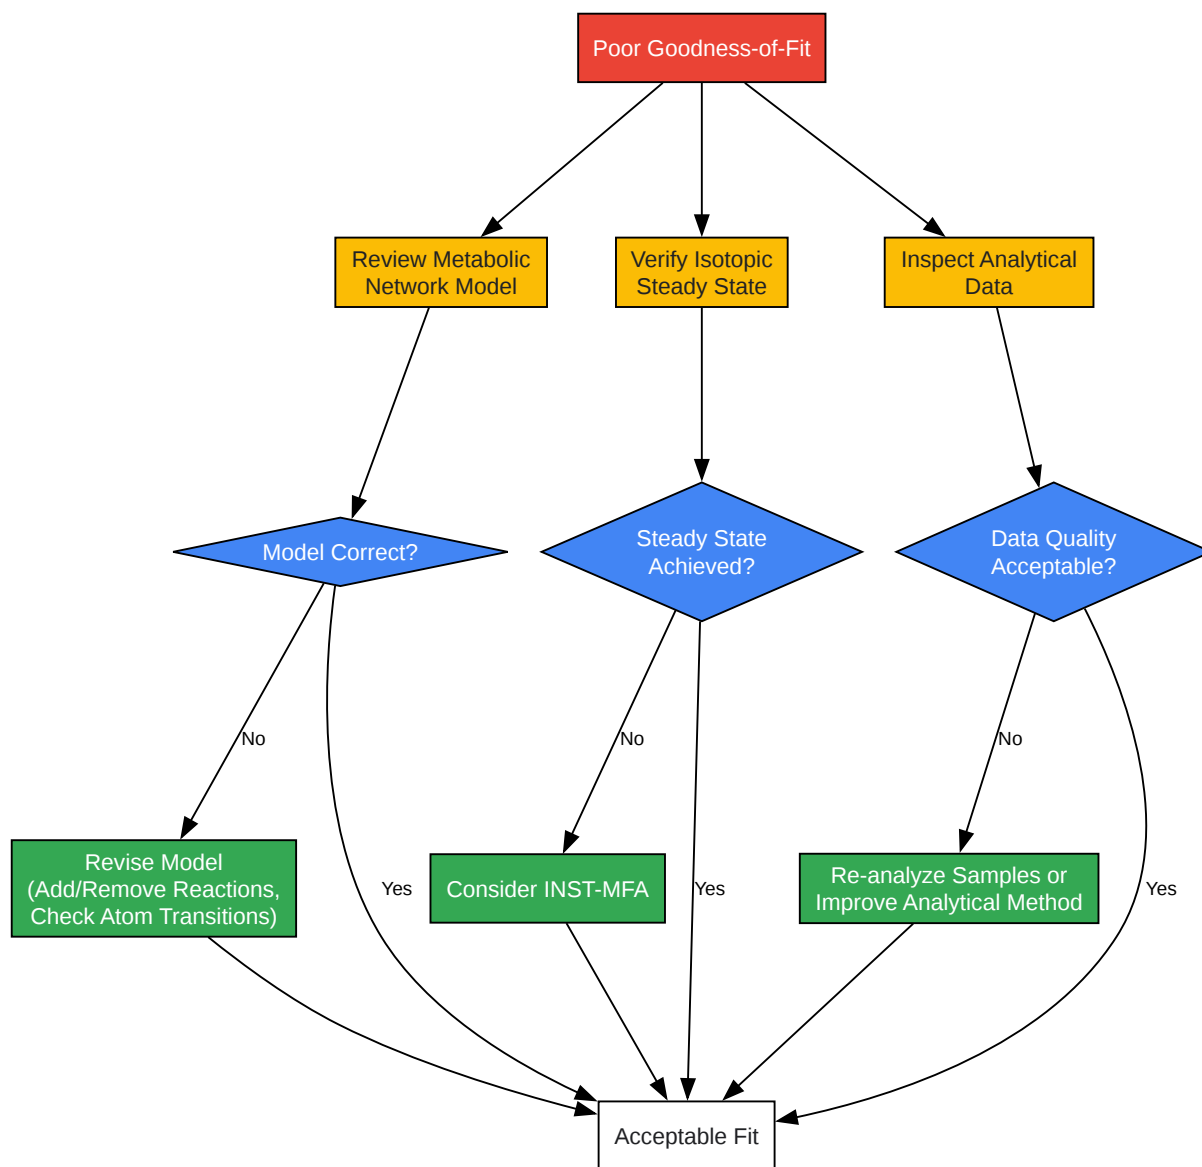 Poor Goodness-of-Fit
Review Metabolic
Network Model
Verify Isotopic
Steady State
Inspect Analytical
Data
Model Correct?
Steady State
Achieved?
Data Quality
Acceptable?
No
No
No
Revise Model
(Add/Remove Reactions,
Check Atom Transitions)
Yes
Consider INST-MFA
Yes
Re-analyze Samples or
Improve Analytical Method
Yes
Acceptable Fit